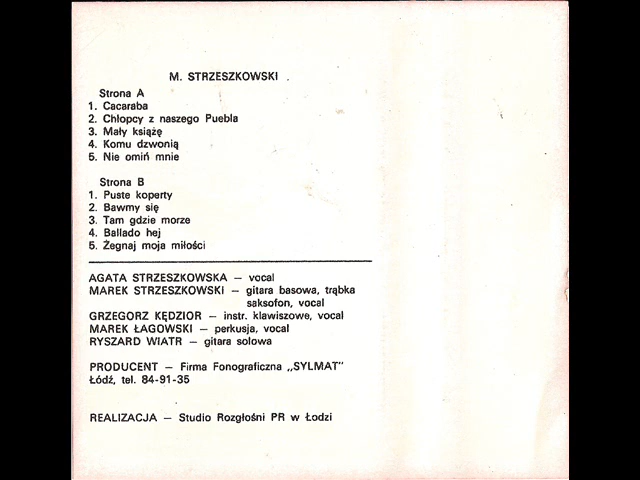 M. STRZESZKOWSKI
Strona A
1. Cacaraba
2. Chłopcy z naszego Puebla
3. Mały książę
4. Komu dzwonią
5. Nie omiń mnie
Strona B
1. Puste koperty
2. Bawmy się
3. Tam gdzie morze
4. Ballado hej
5. Żegnaj moja miłości
AGATA STRZESZKOWSKA — vocal
MAREK STRZESZKOWSKI — gitara basowa, trąbka
saksofon, vocal
GRZEGORZ KĘDZIOR — instr. klawiszowe, vocal
MAREK ŁAGOWSKI — perkusja, vocal
RYSZARD WIATR — gitara solowa
PRODUCENT — Firma Fonograficzna „SYLMAT"
Łódź, tel. 84-91-35
REALIZACJA — Studio Rozgłośni PR w Łodzi